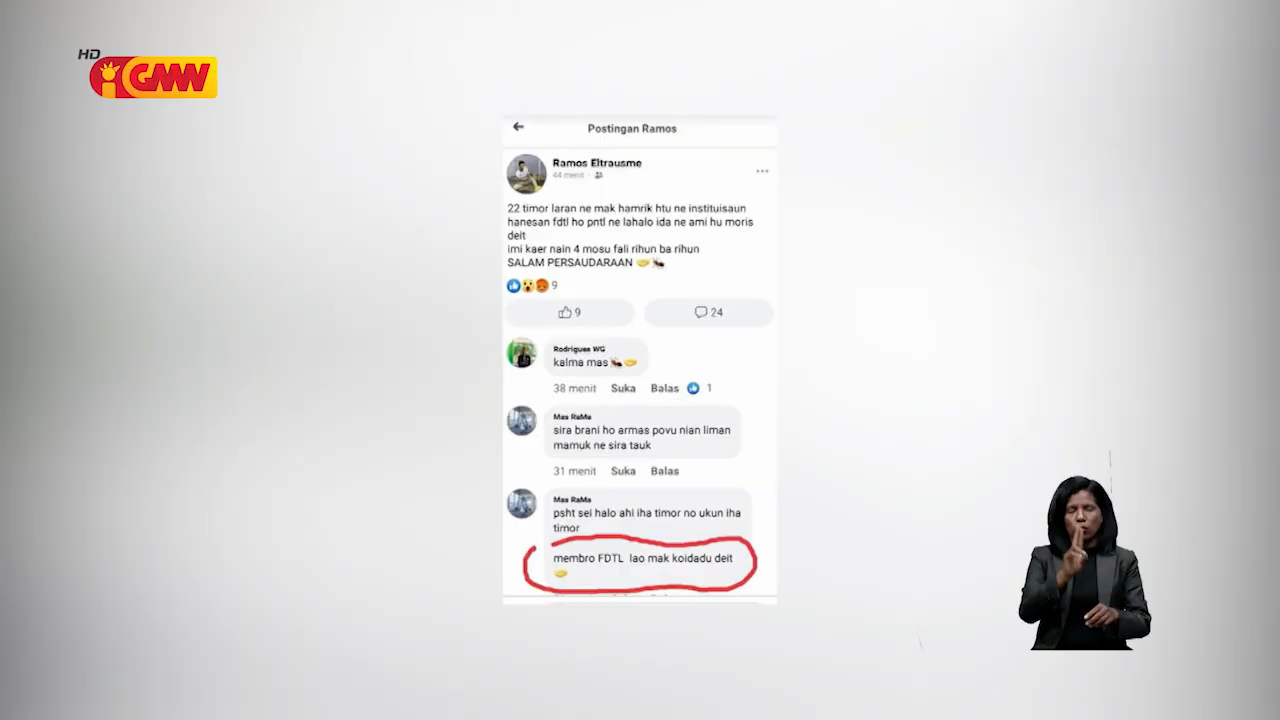 HD
GMN
Postingan Ramos
Ramos Eltrausme
44 menit
22 timor laran ne mak hamrik htu ne instituisaun
hanesan fdtl ho pntl ne lahalo ida ne ami hu moris
deit
imi kaer nain 4 mosu fali rihun ba rihun
SALAM PERSAUDARAAN 🤝🐜
9
9
24
Rodrigues WG
kalma mas🐜🤝
38 menit Suka Balas 1
Mas RaMa
sira brani ho armas povu nian liman
mamuk ne sira tauk
31 menit Suka Balas
Mas RaMa
psht sei halo ahi iha timor no ukun iha
timor
membro FDTL lao mak koidadu deit
🤝